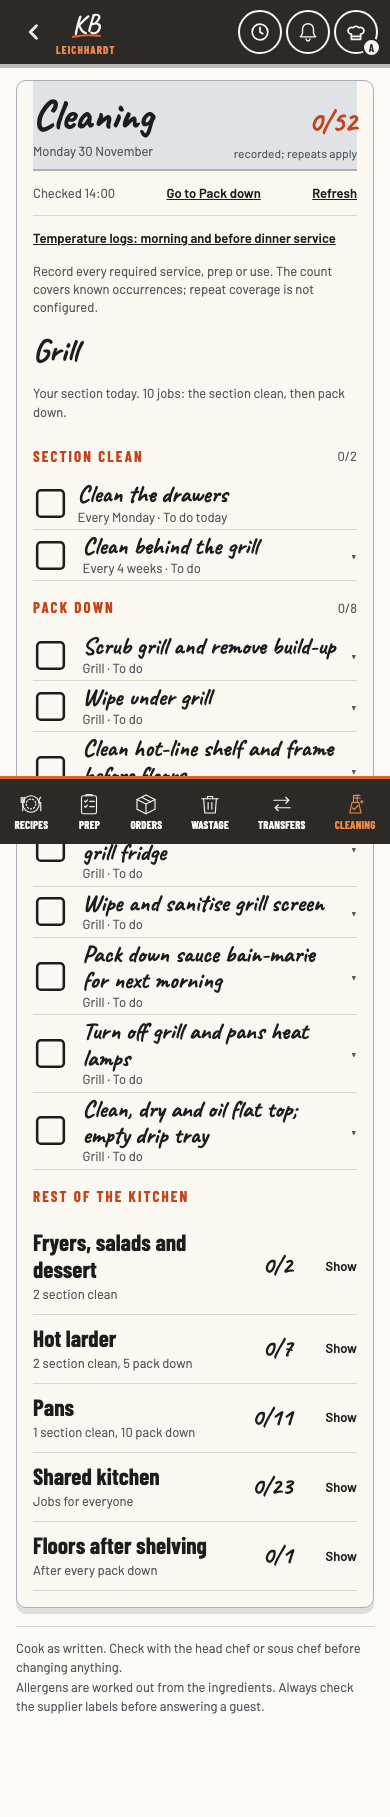 KB
LEICHHARDT
A
Cleaning
0/52
Monday 30 November
recorded; repeats apply
Checked 14:00
Go to Pack down
Refresh
Temperature logs: morning and before dinner service
Record every required service, prep or use. The count
covers known occurrences; repeat coverage is not
configured.
Grill
Your section today. 10 jobs: the section clean, then pack
down.
SECTION CLEAN
0/2
Clean the drawers
Every Monday · To do today
Clean behind the grill
Every 4 weeks · To do
PACK DOWN
0/8
Scrub grill and remove build-up
Grill · To do
Wipe under grill
Grill · To do
Clean hot-line shelf and frame
before floors
RECIPES
PREP
ORDERS
WASTAGE
TRANSFERS
CLEANING
grill fridge
Grill · To do
Wipe and sanitise grill screen
Grill · To do
Pack down sauce bain-marie
for next morning
Grill · To do
Turn off grill and pans heat
lamps
Grill · To do
Clean, dry and oil flat top;
empty drip tray
Grill · To do
REST OF THE KITCHEN
Fryers, salads and
dessert
2 section clean
0/2
Show
Hot larder
2 section clean, 5 pack down
0/7
Show
Pans
1 section clean, 10 pack down
0/11
Show
Shared kitchen
Jobs for everyone
0/23
Show
Floors after shelving
After every pack down
0/1
Show
Cook as written. Check with the head chef or sous chef before
changing anything.
Allergens are worked out from the ingredients. Always check
the supplier labels before answering a guest.